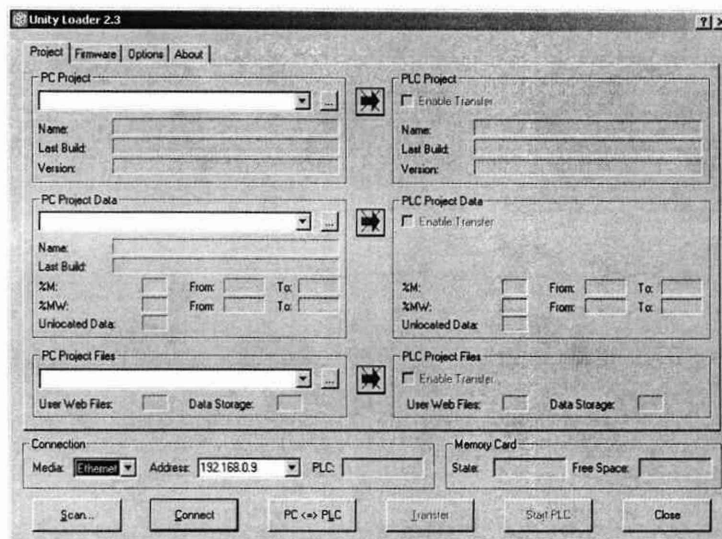 Unity Loader 2.3
Project Firmware Options About
PC Project
PLC Project
...
Enable Transfer
Name:
Name:
Last Build:
Last Build:
Version:
Version:
PC Project Data
PLC Project Data
...
Enable Transfer
Name:
Last Build:
%M: From: To:
%M: From: To:
%MW: From: To:
%MW: From: To:
Unlocated Data:
Unlocated Data:
PC Project Files
PLC Project Files
...
Enable Transfer
User Web Files: Data Storage:
User Web Files: Data Storage:
Connection
Memory Card
Media: Ethernet Address: 192.168.0.9 PLC:
State: Free Space:
Scan... Connect PC <=> PLC Transfer Start PLC Close